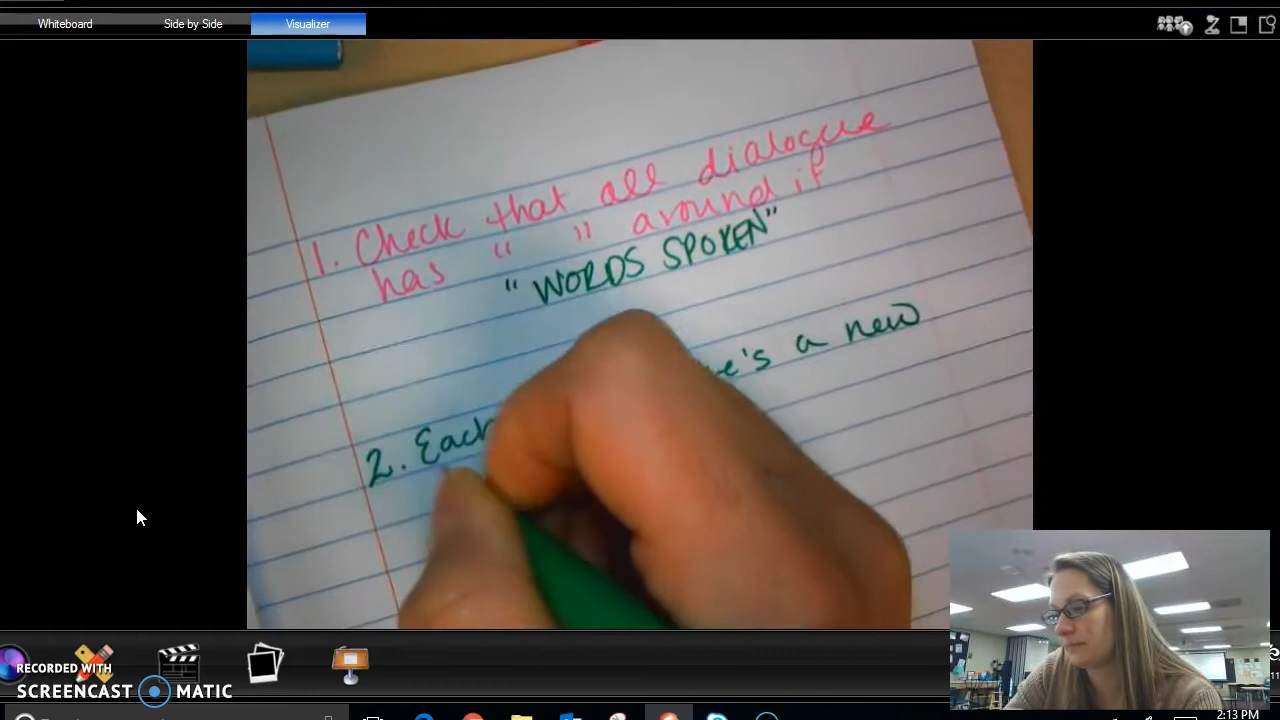 Whiteboard
Side by Side
Visualizer
1. Check that all dialogue
has " " around it
"WORDS SPOKEN"
2. Each
a new
RECORDED WITH
SCREENCAST MATIC
2:13 PM